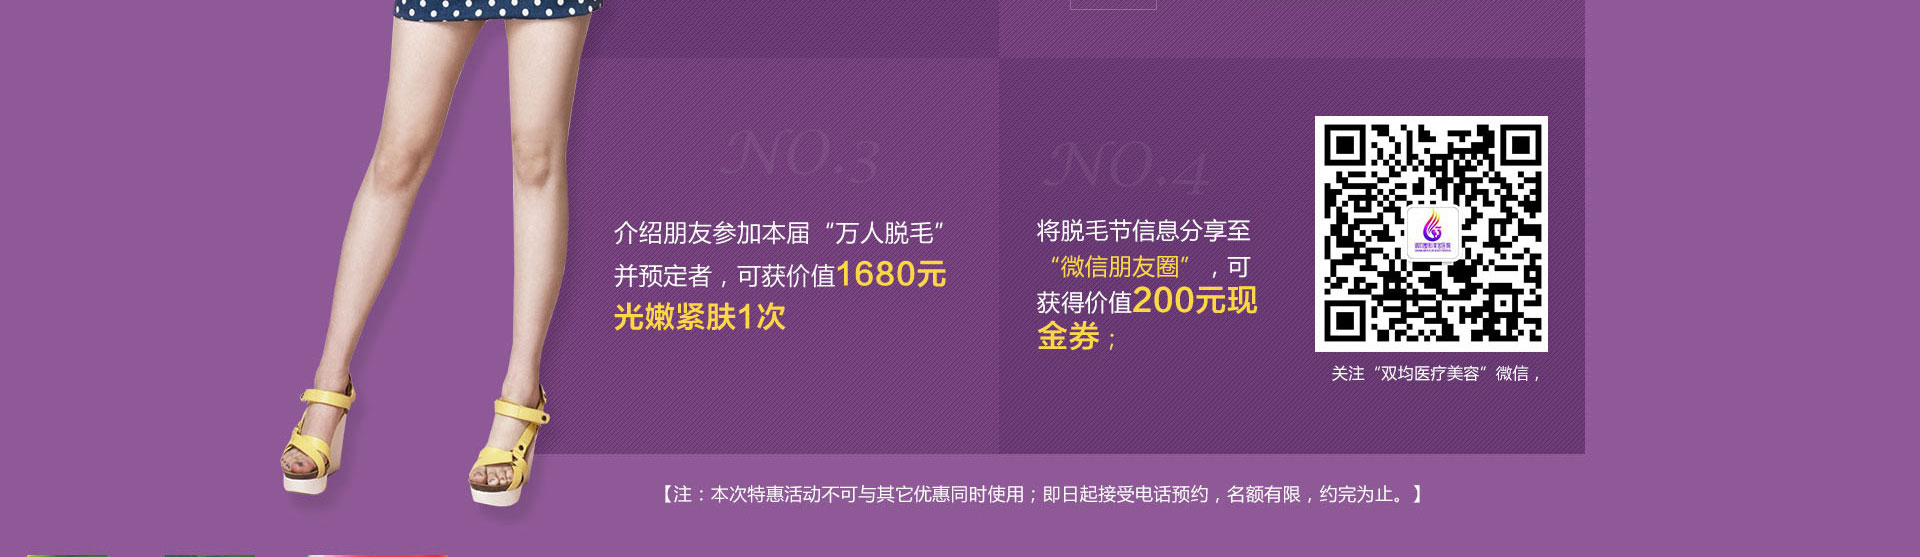 NO.3
介绍朋友参加本届“万人脱毛”
并预定者，可获价值1680元
光嫩紧肤1次
NO.4
将脱毛节信息分享至
“微信朋友圈”，可
获得价值200元现
金券；
关注“双均医疗美容”微信，
【注：本次特惠活动不可与其它优惠同时使用；即日起接受电话预约，名额有限，约完为止。】